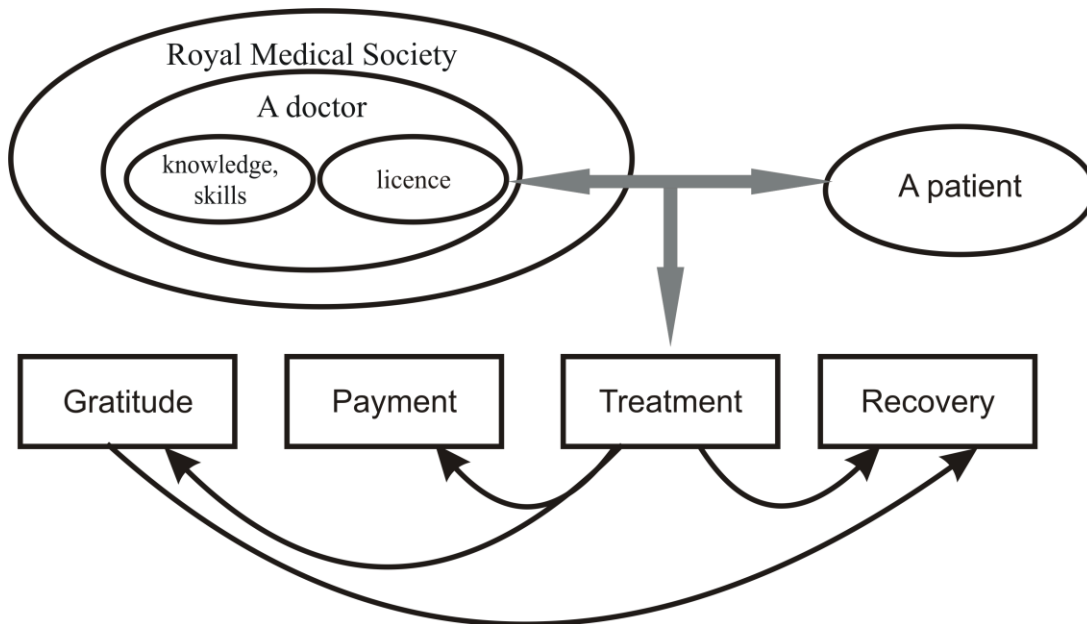 Royal Medical Society
A doctor
knowledge,
skills
licence
A patient
Gratitude
Payment
Treatment
Recovery